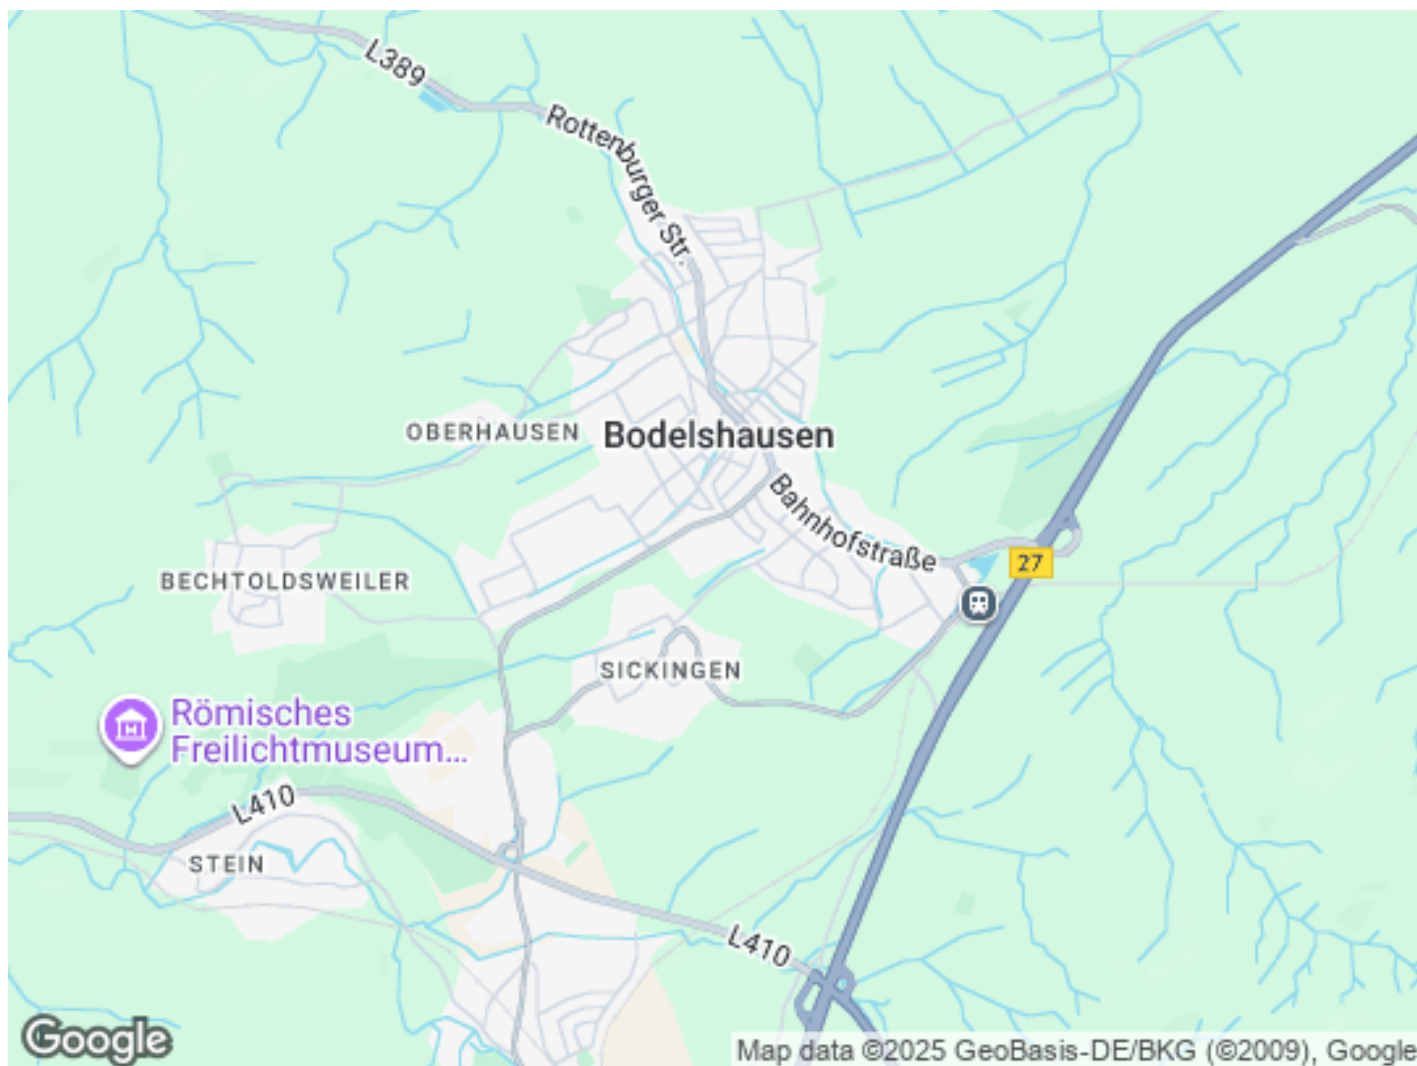 L389
Rottenburger Str.
OBERHAUSEN
Bodelshausen
Bahnhofstraße
27
BECHTOLDSWEILER
SICKINGEN
Römisches
Freilichtmuseum...
L410
STEIN
L410
Google
Map data ©2025 GeoBasis-DE/BKG (©2009), Google